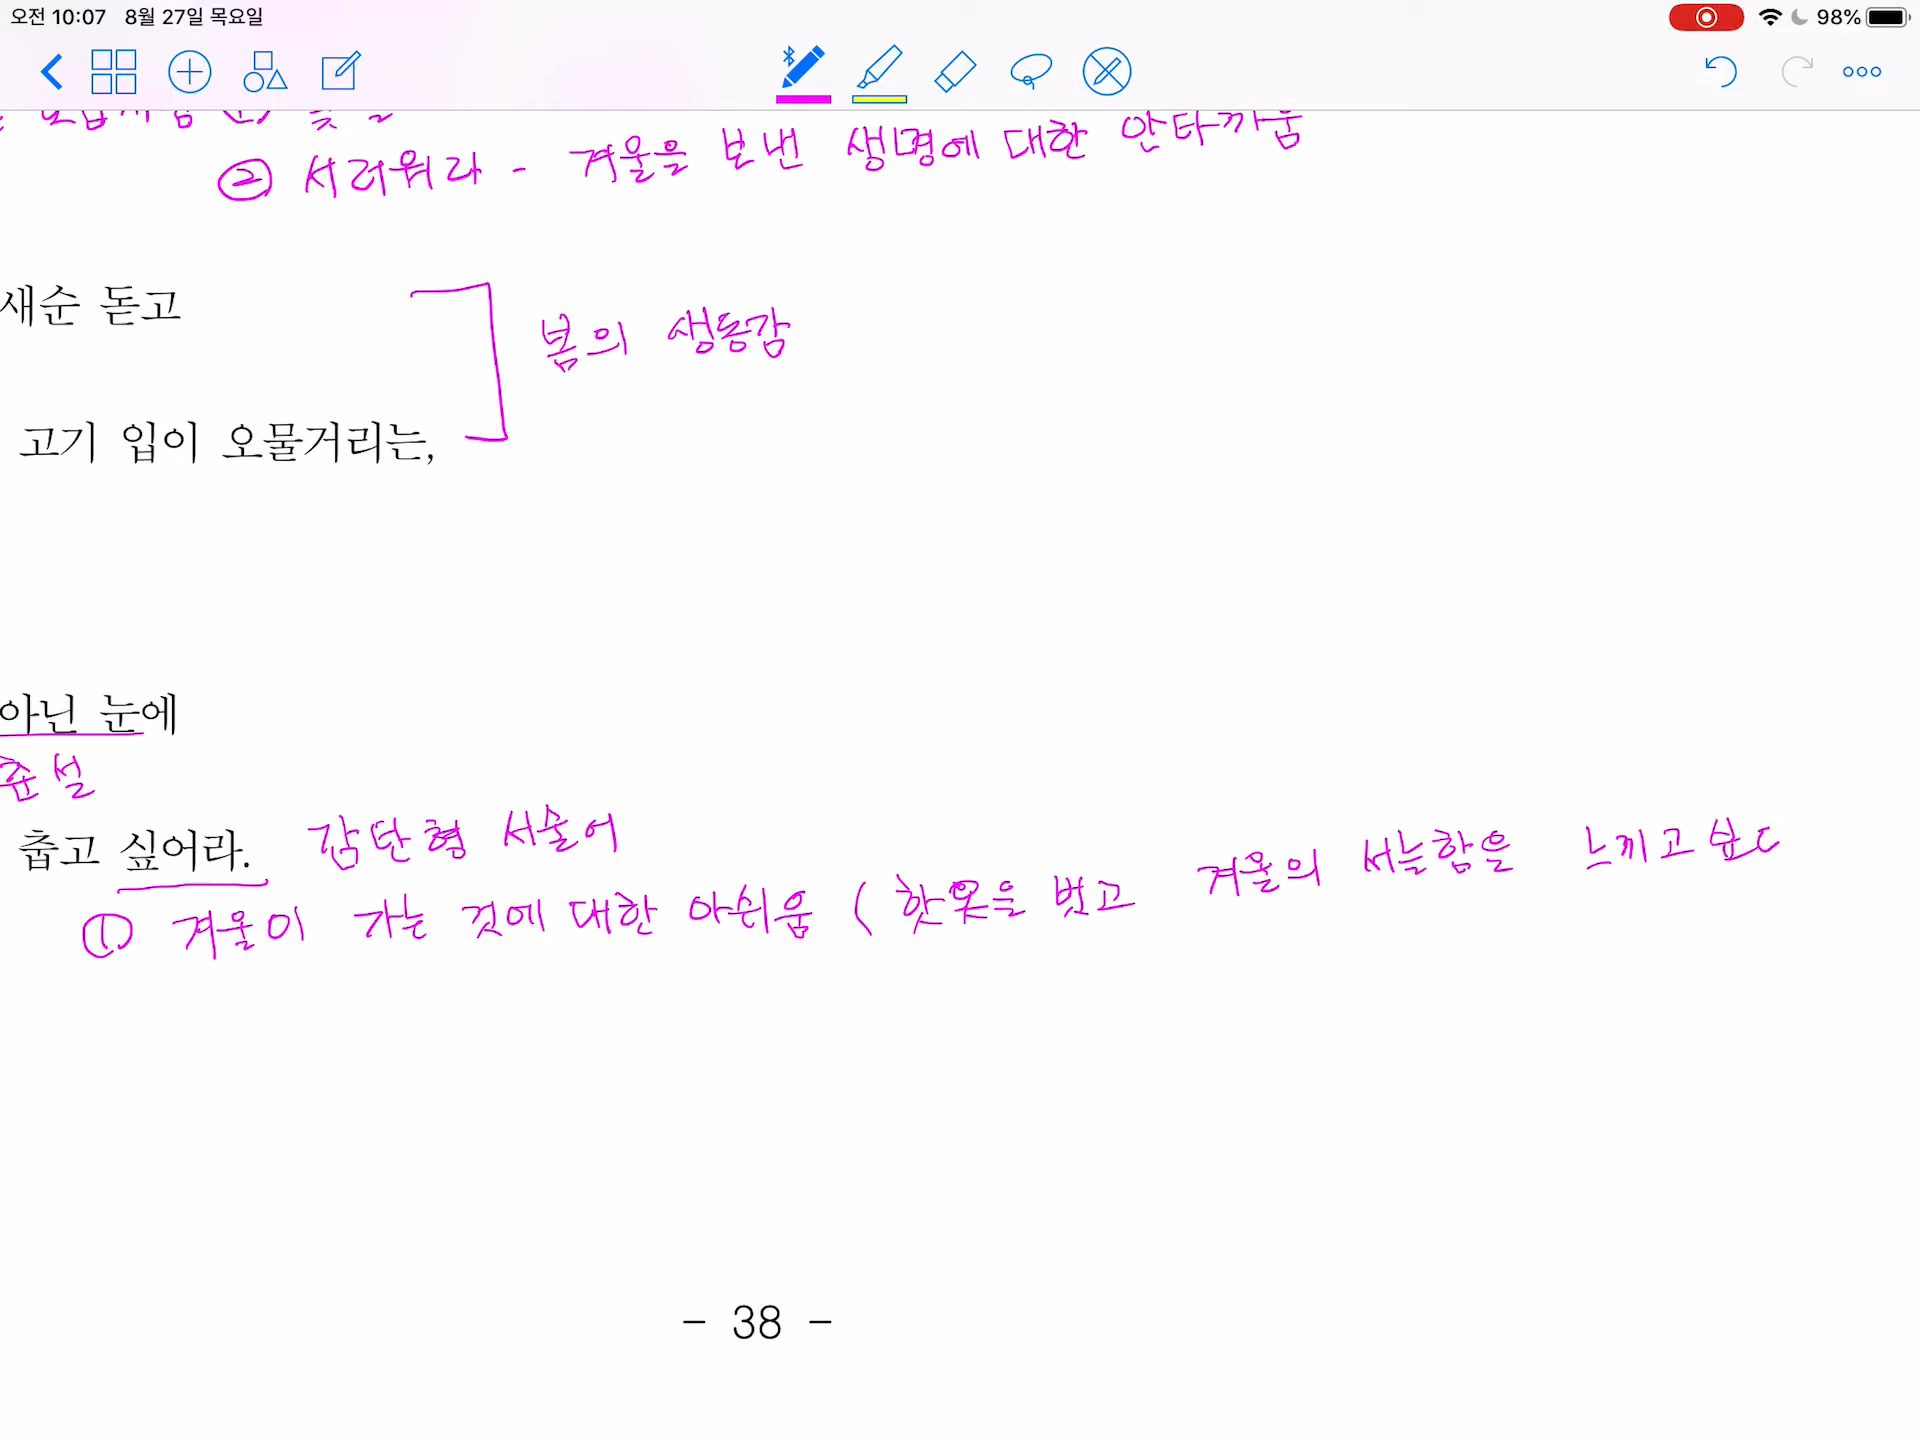 오전 10:07 8월 27일 목요일 98%
② 서러워라 - 겨울을 보낸 생명에 대한 안타까움
새순 돋고
봄의 생동감
고기 입이 오물거리는,
아닌 눈에
춘설
춥고 싶어라. 감탄형 서술어
① 겨울이 가는 것에 대한 아쉬움 ( 핫옷을 벗고 겨울의 서늘함을 느끼고
- 38 -